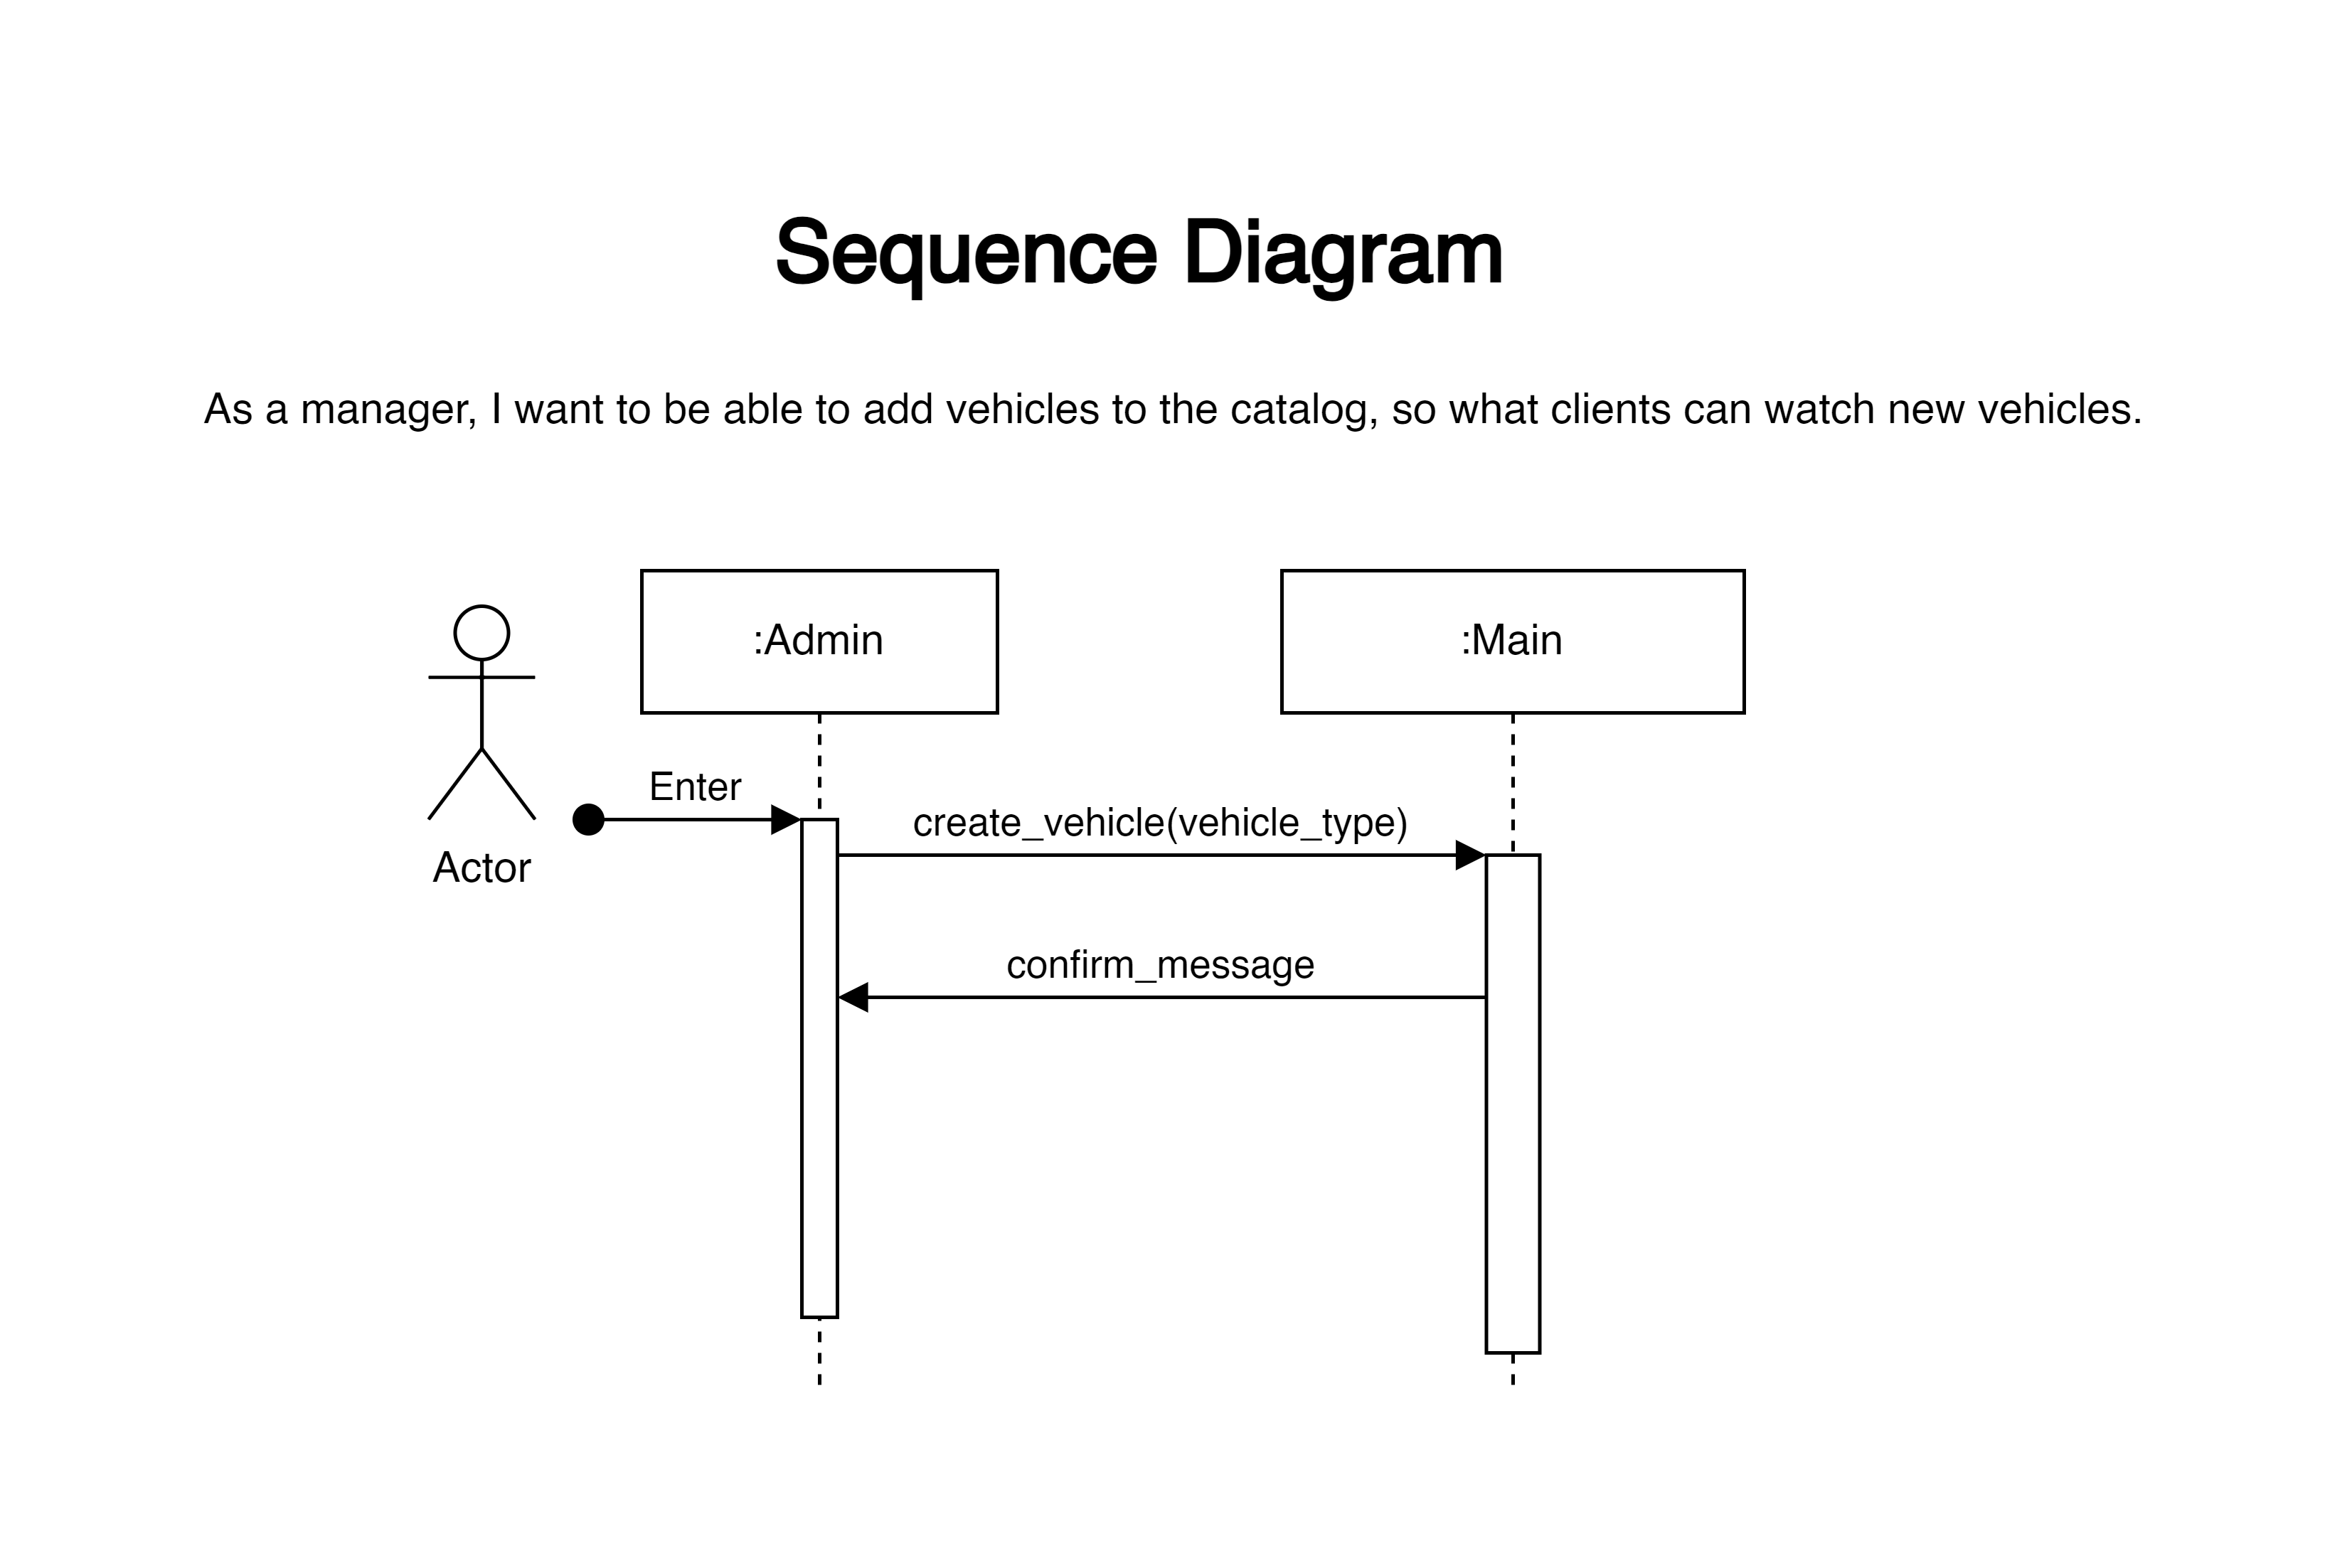 Sequence Diagram
As a manager, I want to be able to add vehicles to the catalog, so what clients can watch new vehicles.
:Admin
:Main
Enter
create_vehicle(vehicle_type)
Actor
confirm_message